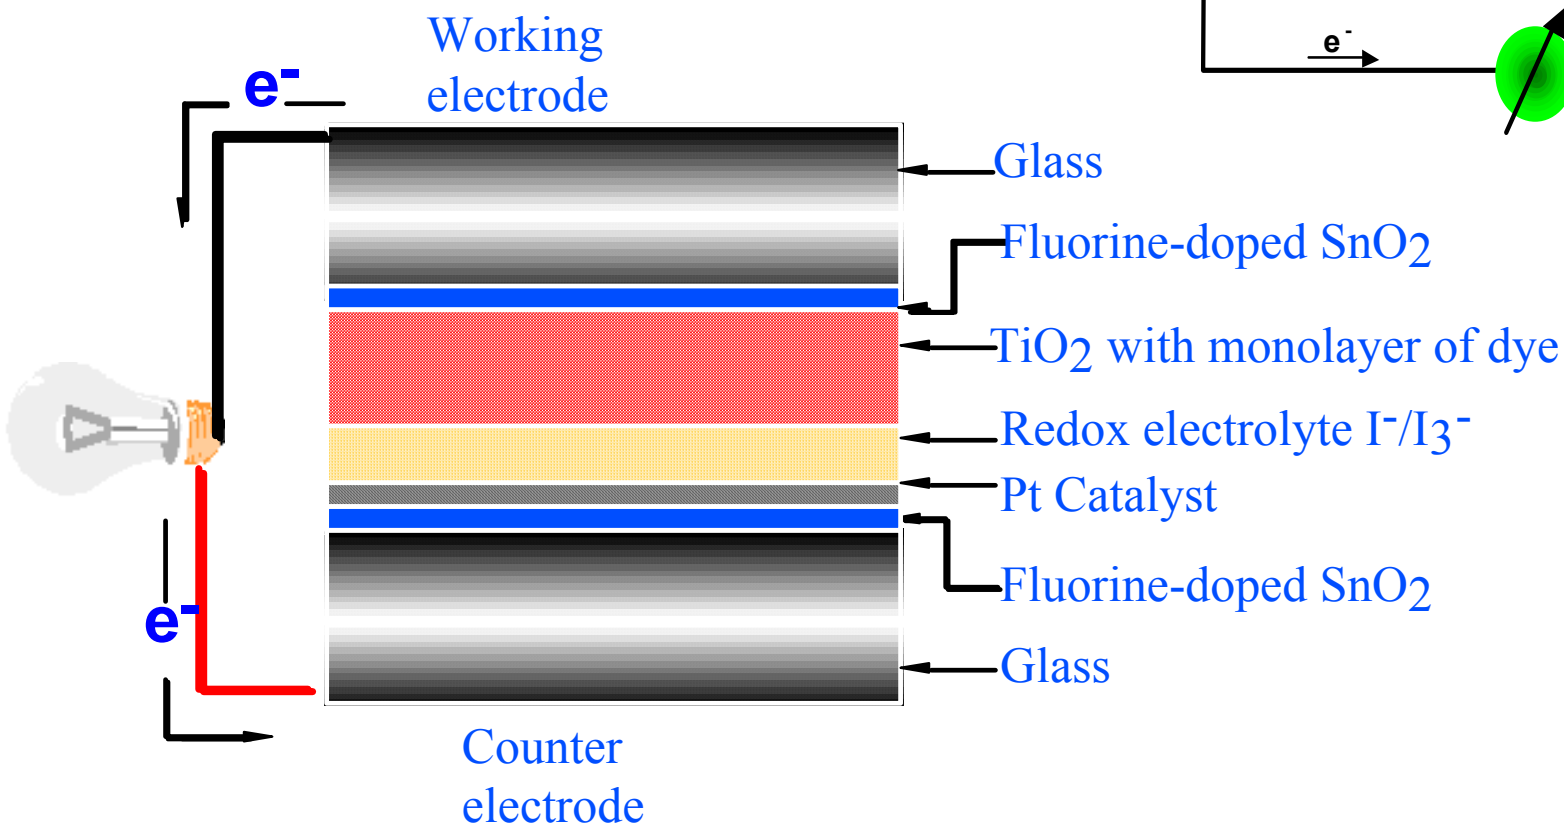 Working
electrode
e-
e-
Glass
Fluorine-doped SnO2
TiO2 with monolayer of dye
Redox electrolyte I-/I3-
Pt Catalyst
Fluorine-doped SnO2
e-
Glass
Counter
electrode